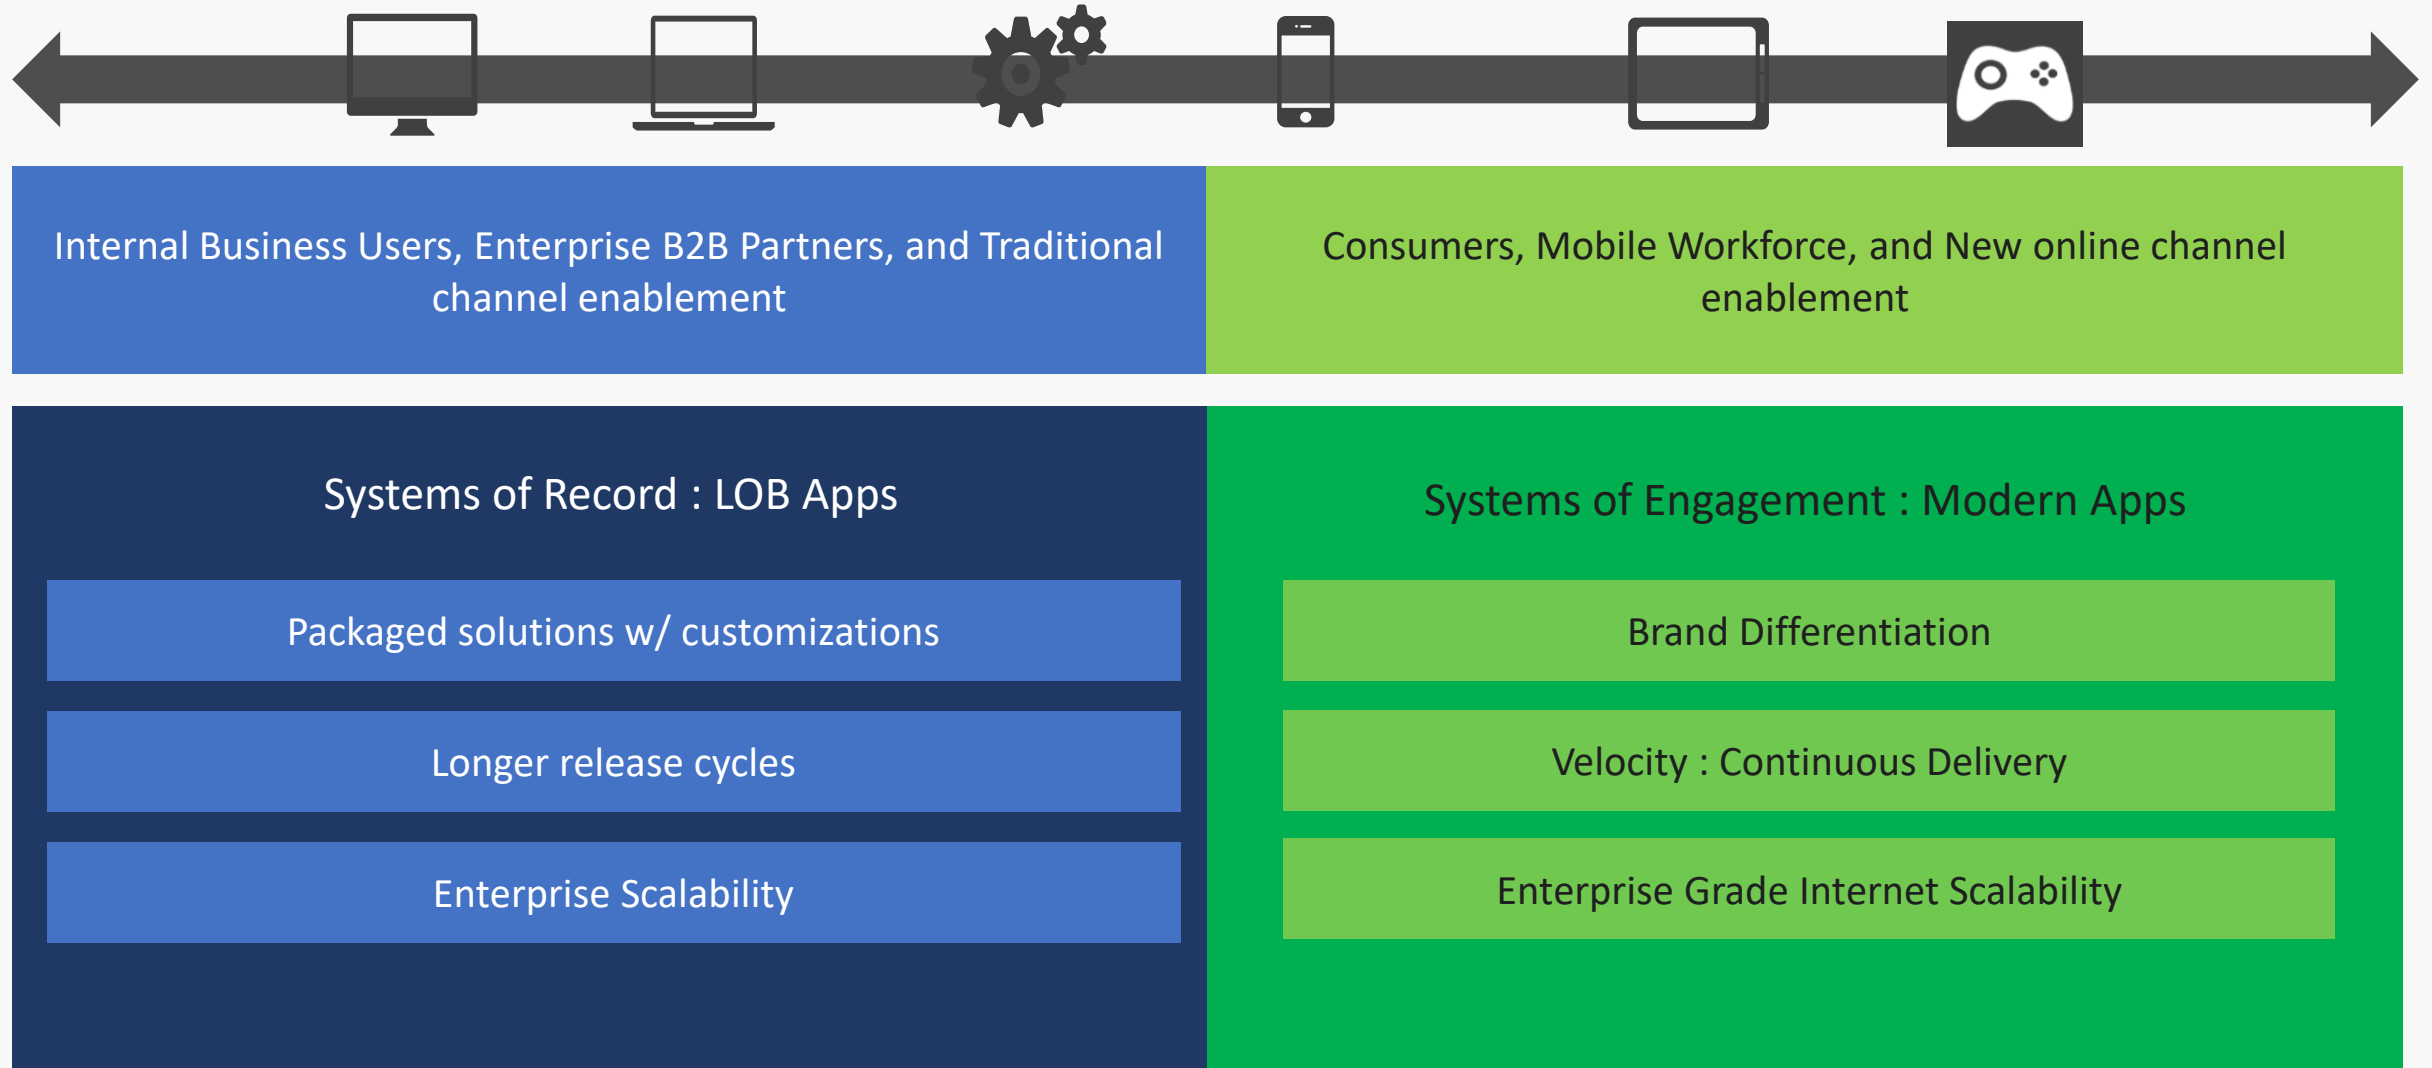 Internal Business Users, Enterprise B2B Partners, and Traditional
channel enablement
Consumers, Mobile Workforce, and New online channel
enablement
Systems of Record : LOB Apps
Packaged solutions w/ customizations
Longer release cycles
Enterprise Scalability
Systems of Engagement : Modern Apps
Brand Differentiation
Velocity : Continuous Delivery
Enterprise Grade Internet Scalability